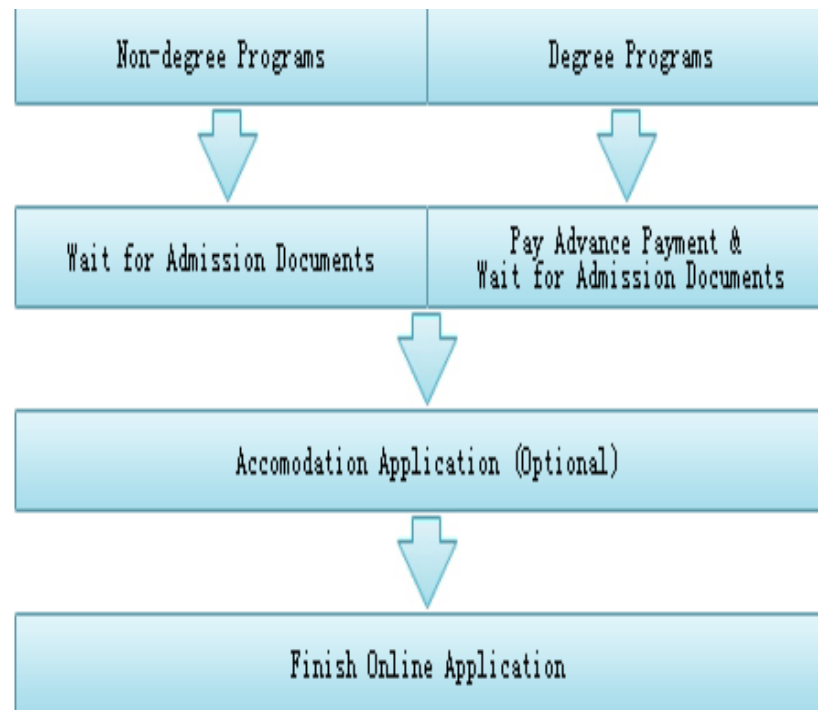 Non-degree Programs
Degree Programs
Wait for Admission Documents
Pay Advance Payment &
Wait for Admission Documents
Accomodation Application (Optional)
Finish Online Application